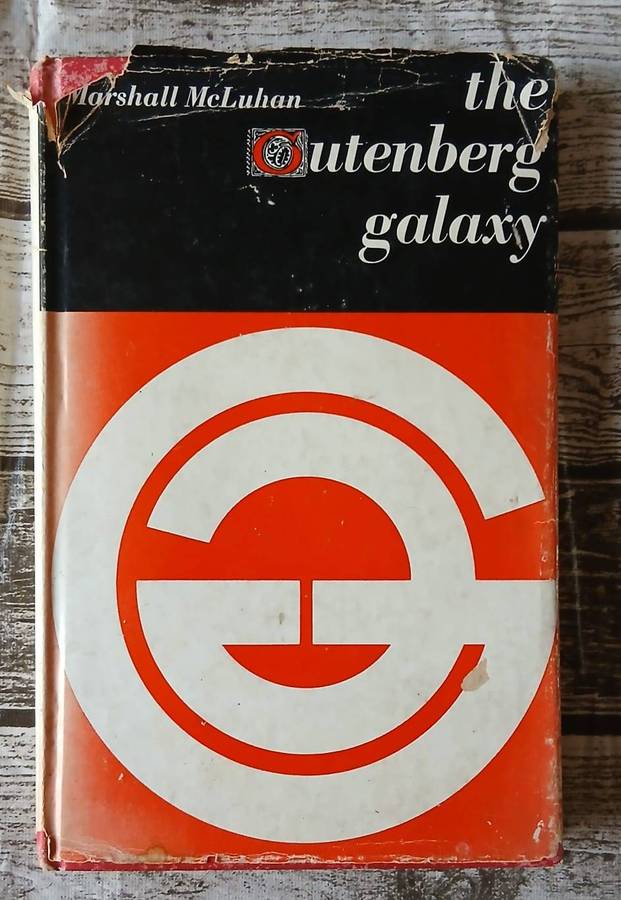 Marshall McLuhan
the
Gutenberg
galaxy